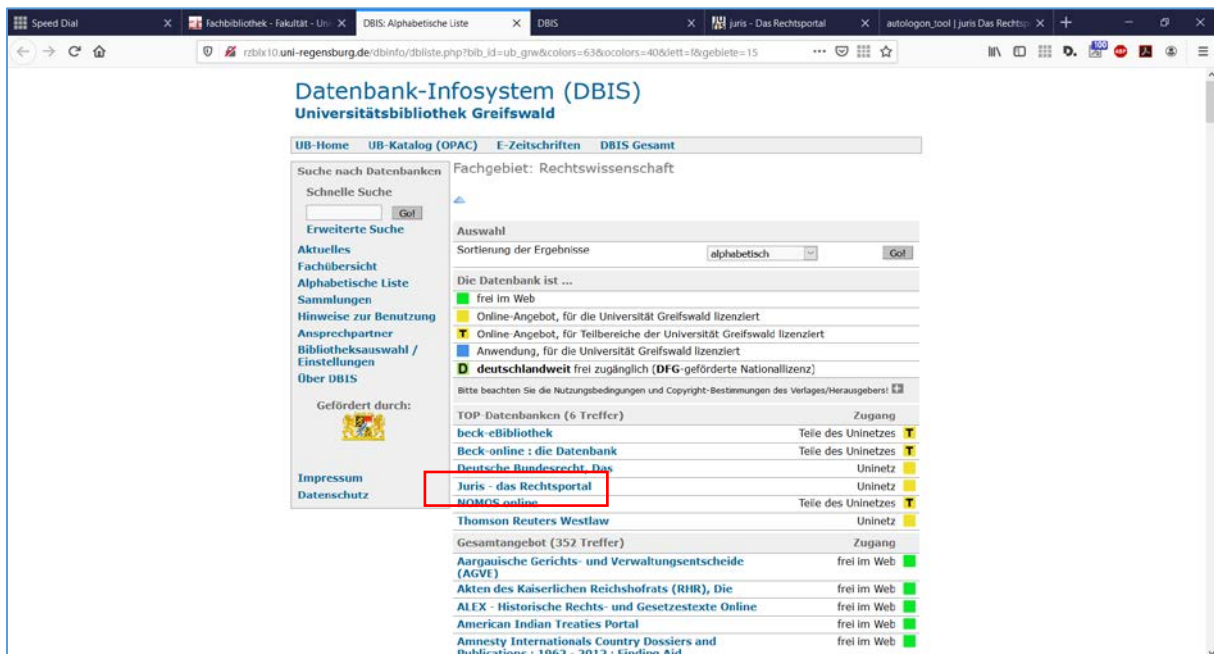 Speed Dial
Fachbibliothek - Fakultät - Uni
DBIS: Alphabetische Liste
DBIS
juris - Das Rechtsportal
autologon_tool | juris Das Rechtsp
rzblx10.uni-regensburg.de/dbinfo/dbliste.php?bib_id=ub_grw&colors=63&ocolors=40&lett=f&gebiete=15
100
ABP
Datenbank-Infosystem (DBIS)
Universitätsbibliothek Greifswald
UB-Home UB-Katalog (OPAC) E-Zeitschriften DBIS Gesamt
Suche nach Datenbanken
Schnelle Suche
Go!
Erweiterte Suche
Aktuelles
Fachübersicht
Alphabetische Liste
Sammlungen
Hinweise zur Benutzung
Ansprechpartner
Bibliotheksauswahl /
Einstellungen
Über DBIS
Gefördert durch:
Impressum
Datenschutz
Fachgebiet: Rechtswissenschaft
Auswahl
Sortierung der Ergebnisse alphabetisch Go!
Die Datenbank ist ...
frei im Web
Online-Angebot, für die Universität Greifswald lizenziert
T Online-Angebot, für Teilbereiche der Universität Greifswald lizenziert
Anwendung, für die Universität Greifswald lizenziert
D deutschlandweit frei zugänglich (DFG-geförderte Nationallizenz)
Bitte beachten Sie die Nutzungsbedingungen und Copyright-Bestimmungen des Verlages/Herausgebers!
TOP-Datenbanken (6 Treffer) Zugang
beck-eBibliothek Teile des Uninetzes T
Beck-online : die Datenbank Teile des Uninetzes T
Deutsche Bundesrecht, Das Uninetz
Juris - das Rechtsportal Uninetz
NOMOS online Teile des Uninetzes T
Thomson Reuters Westlaw Uninetz
Gesamtangebot (352 Treffer) Zugang
Aargauische Gerichts- und Verwaltungsentscheide frei im Web
(AGVE)
Akten des Kaiserlichen Reichshofrats (RHR), Die frei im Web
ALEX - Historische Rechts- und Gesetzestexte Online frei im Web
American Indian Treaties Portal frei im Web
Amnesty Internationals Country Dossiers and frei im Web
Publications : 1962 - 2012 : Finding Aid